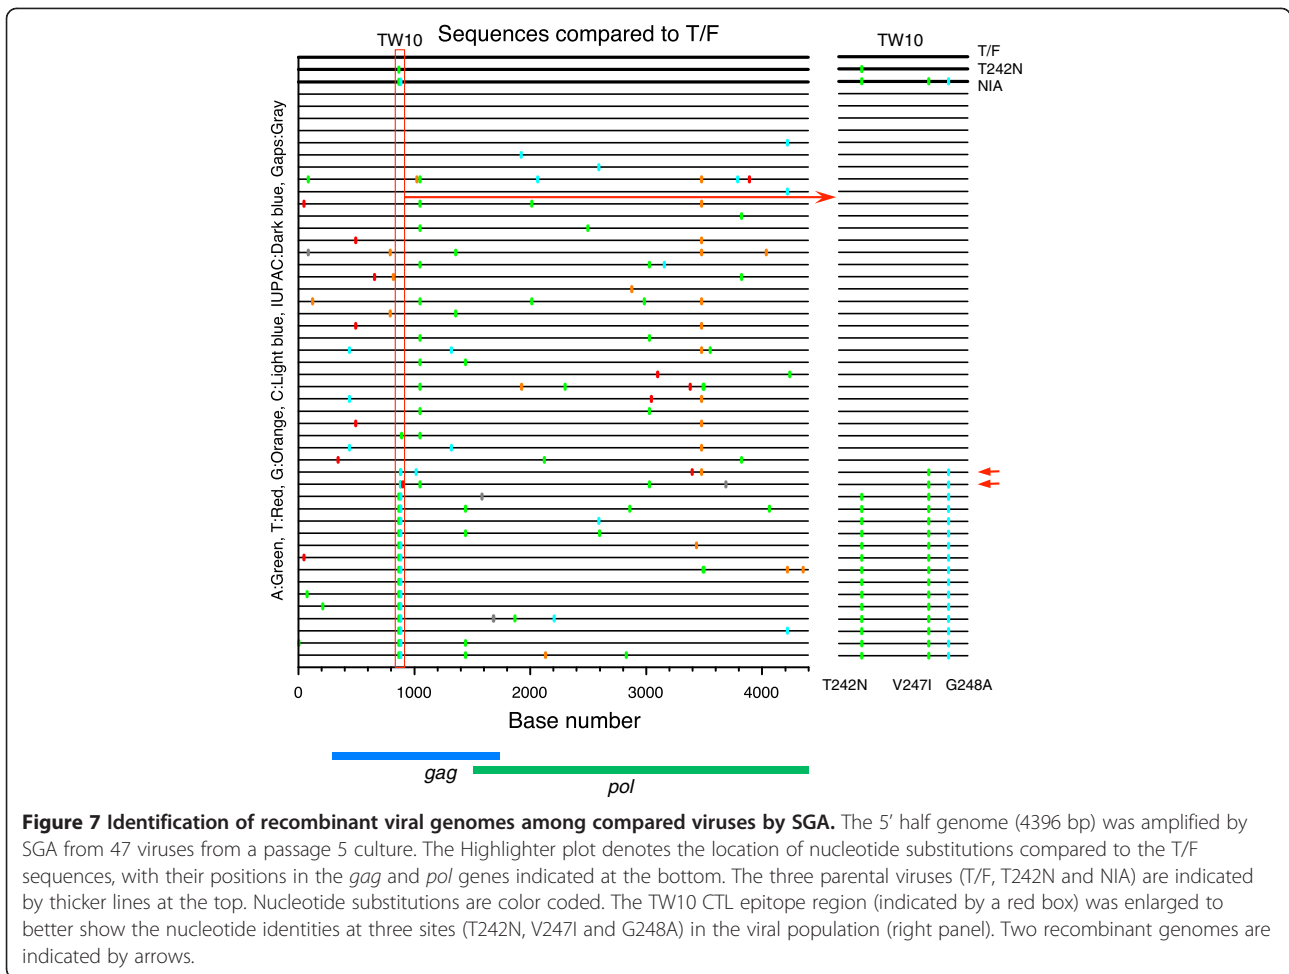 TW10
Sequences compared to T/F
TW10
T/F
T242N
NIA
A:Green, T:Red, G:Orange, C:Light blue, IUPAC:Dark blue, Gaps:Gray
0 1000 2000 3000 4000
Base number
T242N V247I G248A
gag
pol
Figure 7 Identification of recombinant viral genomes among compared viruses by SGA. The 5’ half genome (4396 bp) was amplified by
SGA from 47 viruses from a passage 5 culture. The Highlighter plot denotes the location of nucleotide substitutions compared to the T/F
sequences, with their positions in the gag and pol genes indicated at the bottom. The three parental viruses (T/F, T242N and NIA) are indicated
by thicker lines at the top. Nucleotide substitutions are color coded. The TW10 CTL epitope region (indicated by a red box) was enlarged to
better show the nucleotide identities at three sites (T242N, V247I and G248A) in the viral population (right panel). Two recombinant genomes are
indicated by arrows.